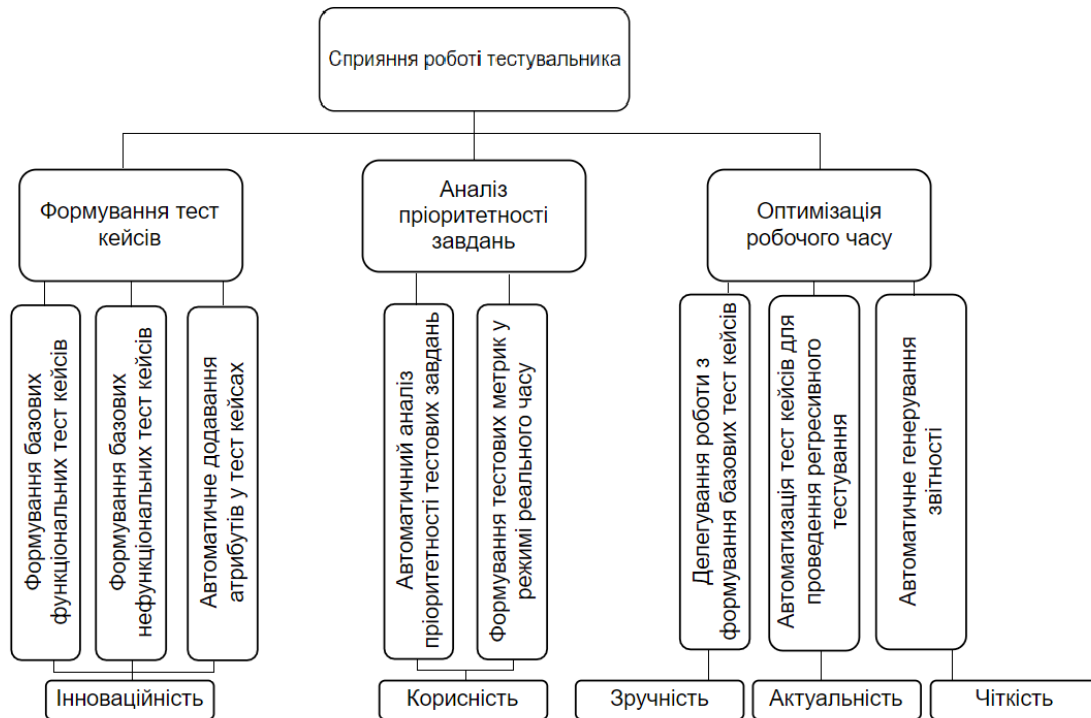 Сприяння роботі тестувальника
Формування тест
кейсів
Аналіз
пріоритетності
завдань
Оптимізація
робочого часу
Формування базових
функціональних тест кейсів
Формування базових
нефункціональних тест кейсів
Автоматичне додавання
атрибутів у тест кейсах
Автоматичний аналіз
пріоритетності тестових завдань
Формування тестових метрик у
режимі реального часу
Делегування роботи з
формування базових тест кейсів
Автоматизація тест кейсів для
проведення регресивного
тестування
Автоматичне генерування
звітності
Інноваційність
Корисність
Зручність
Актуальність
Чіткість